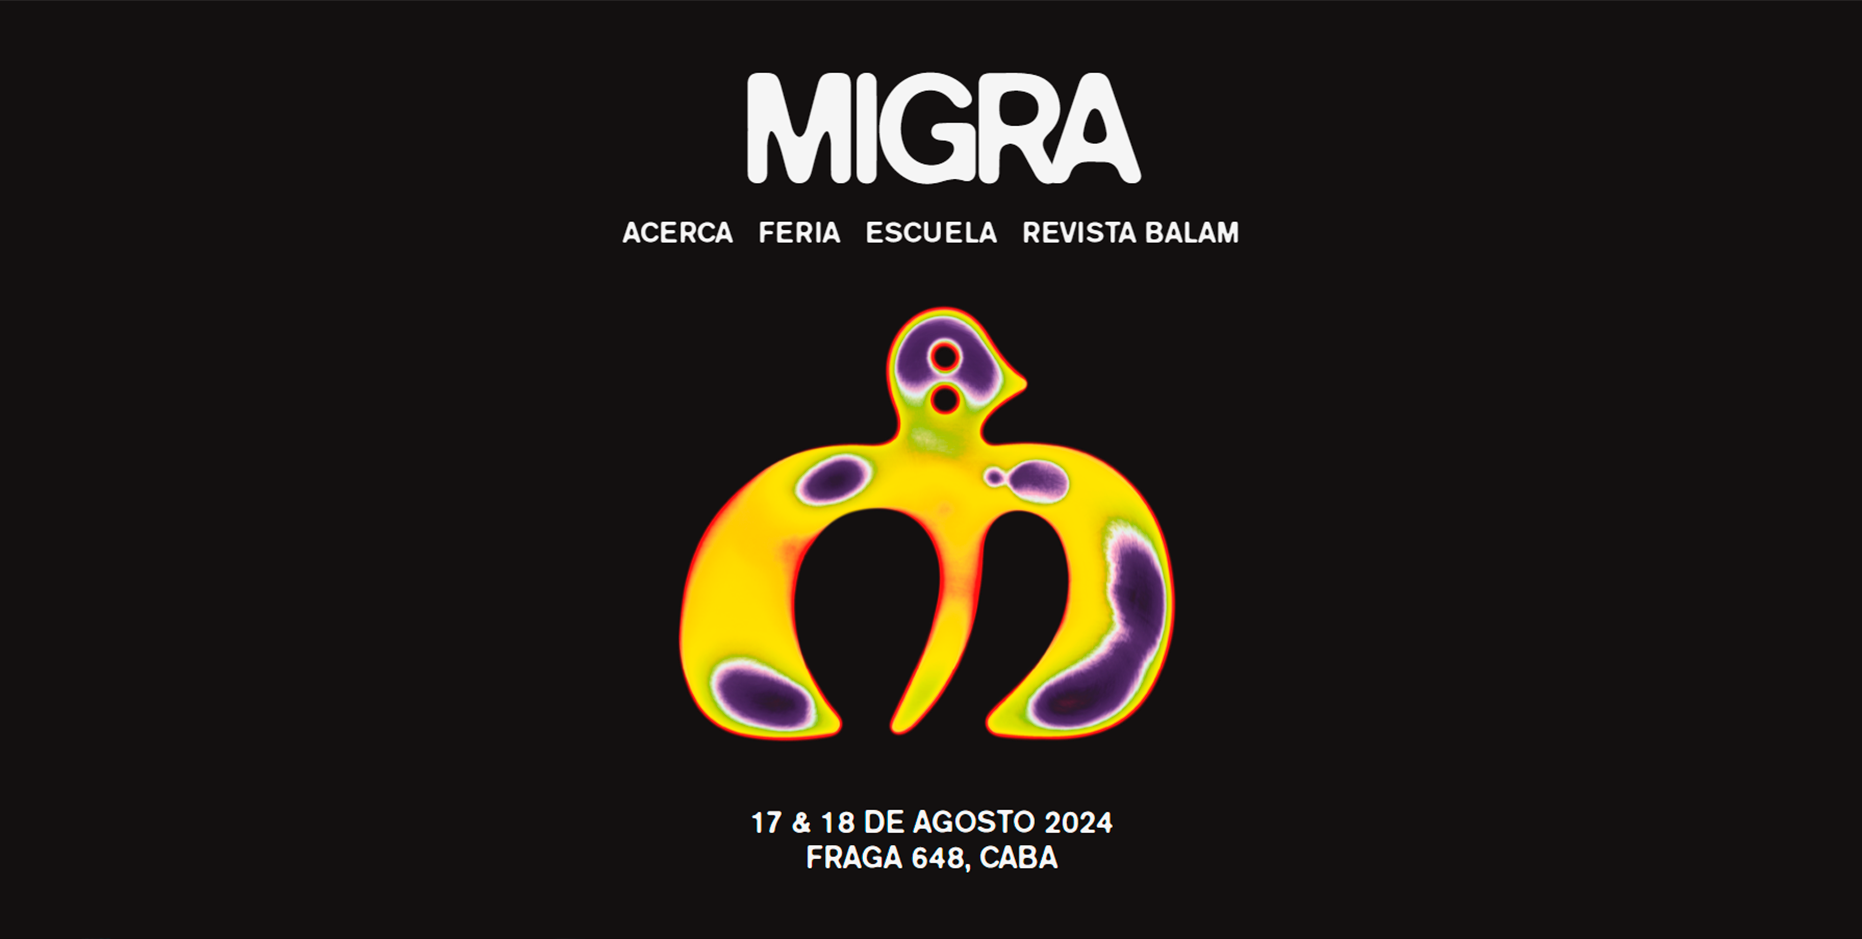 MIGRA
ACERCA FERIA ESCUELA REVISTA BALAM
17 & 18 DE AGOSTO 2024
FRAGA 648, CABA